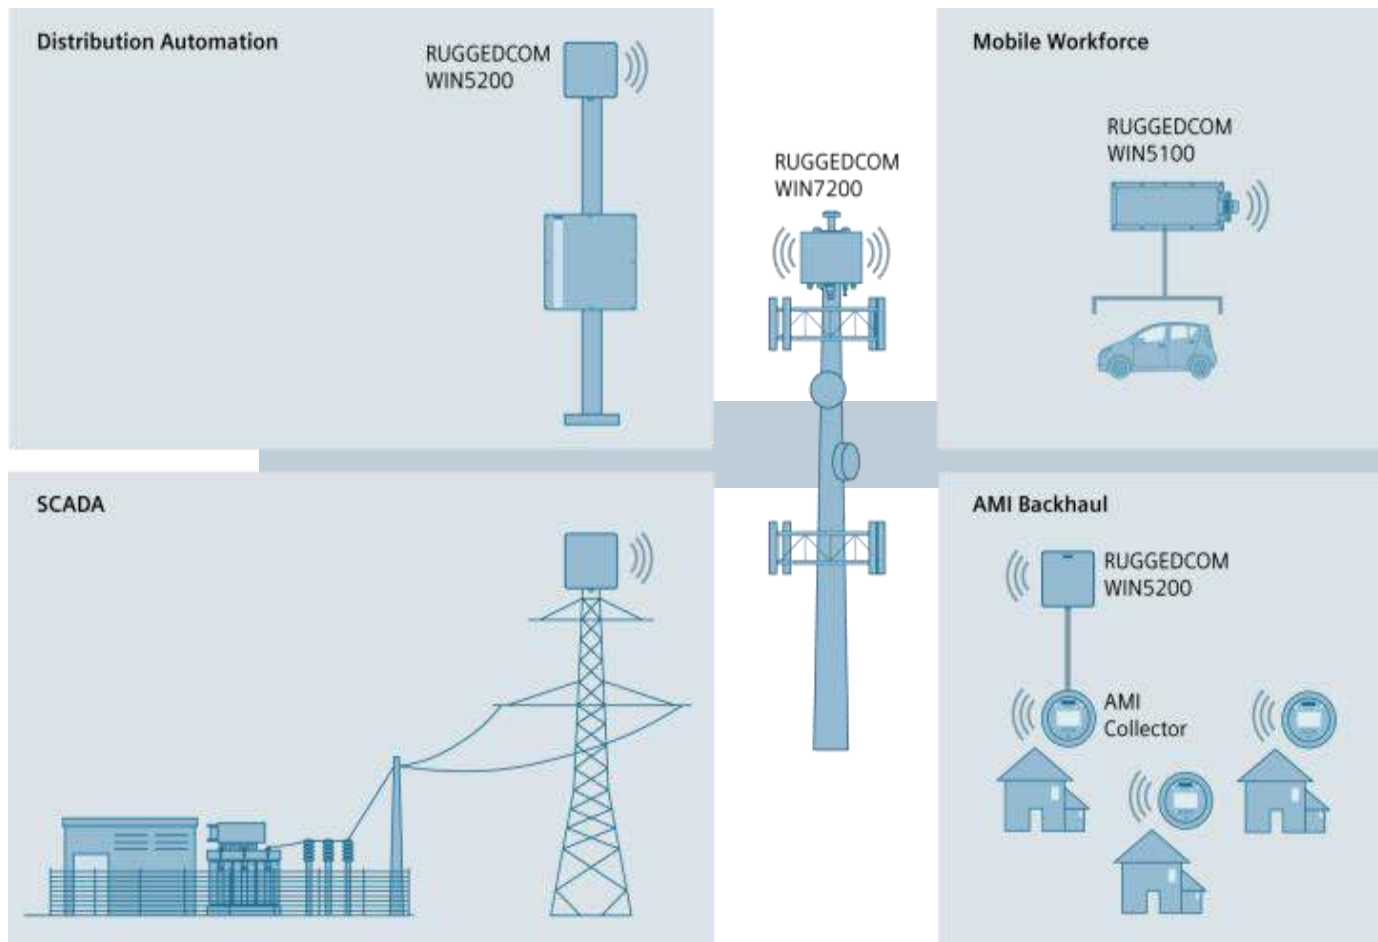 Distribution Automation
RUGGEDCOM
WIN5200
RUGGEDCOM
WIN7200
Mobile Workforce
RUGGEDCOM
WIN5100
SCADA
AMI Backhaul
RUGGEDCOM
WIN5200
AMI
Collector